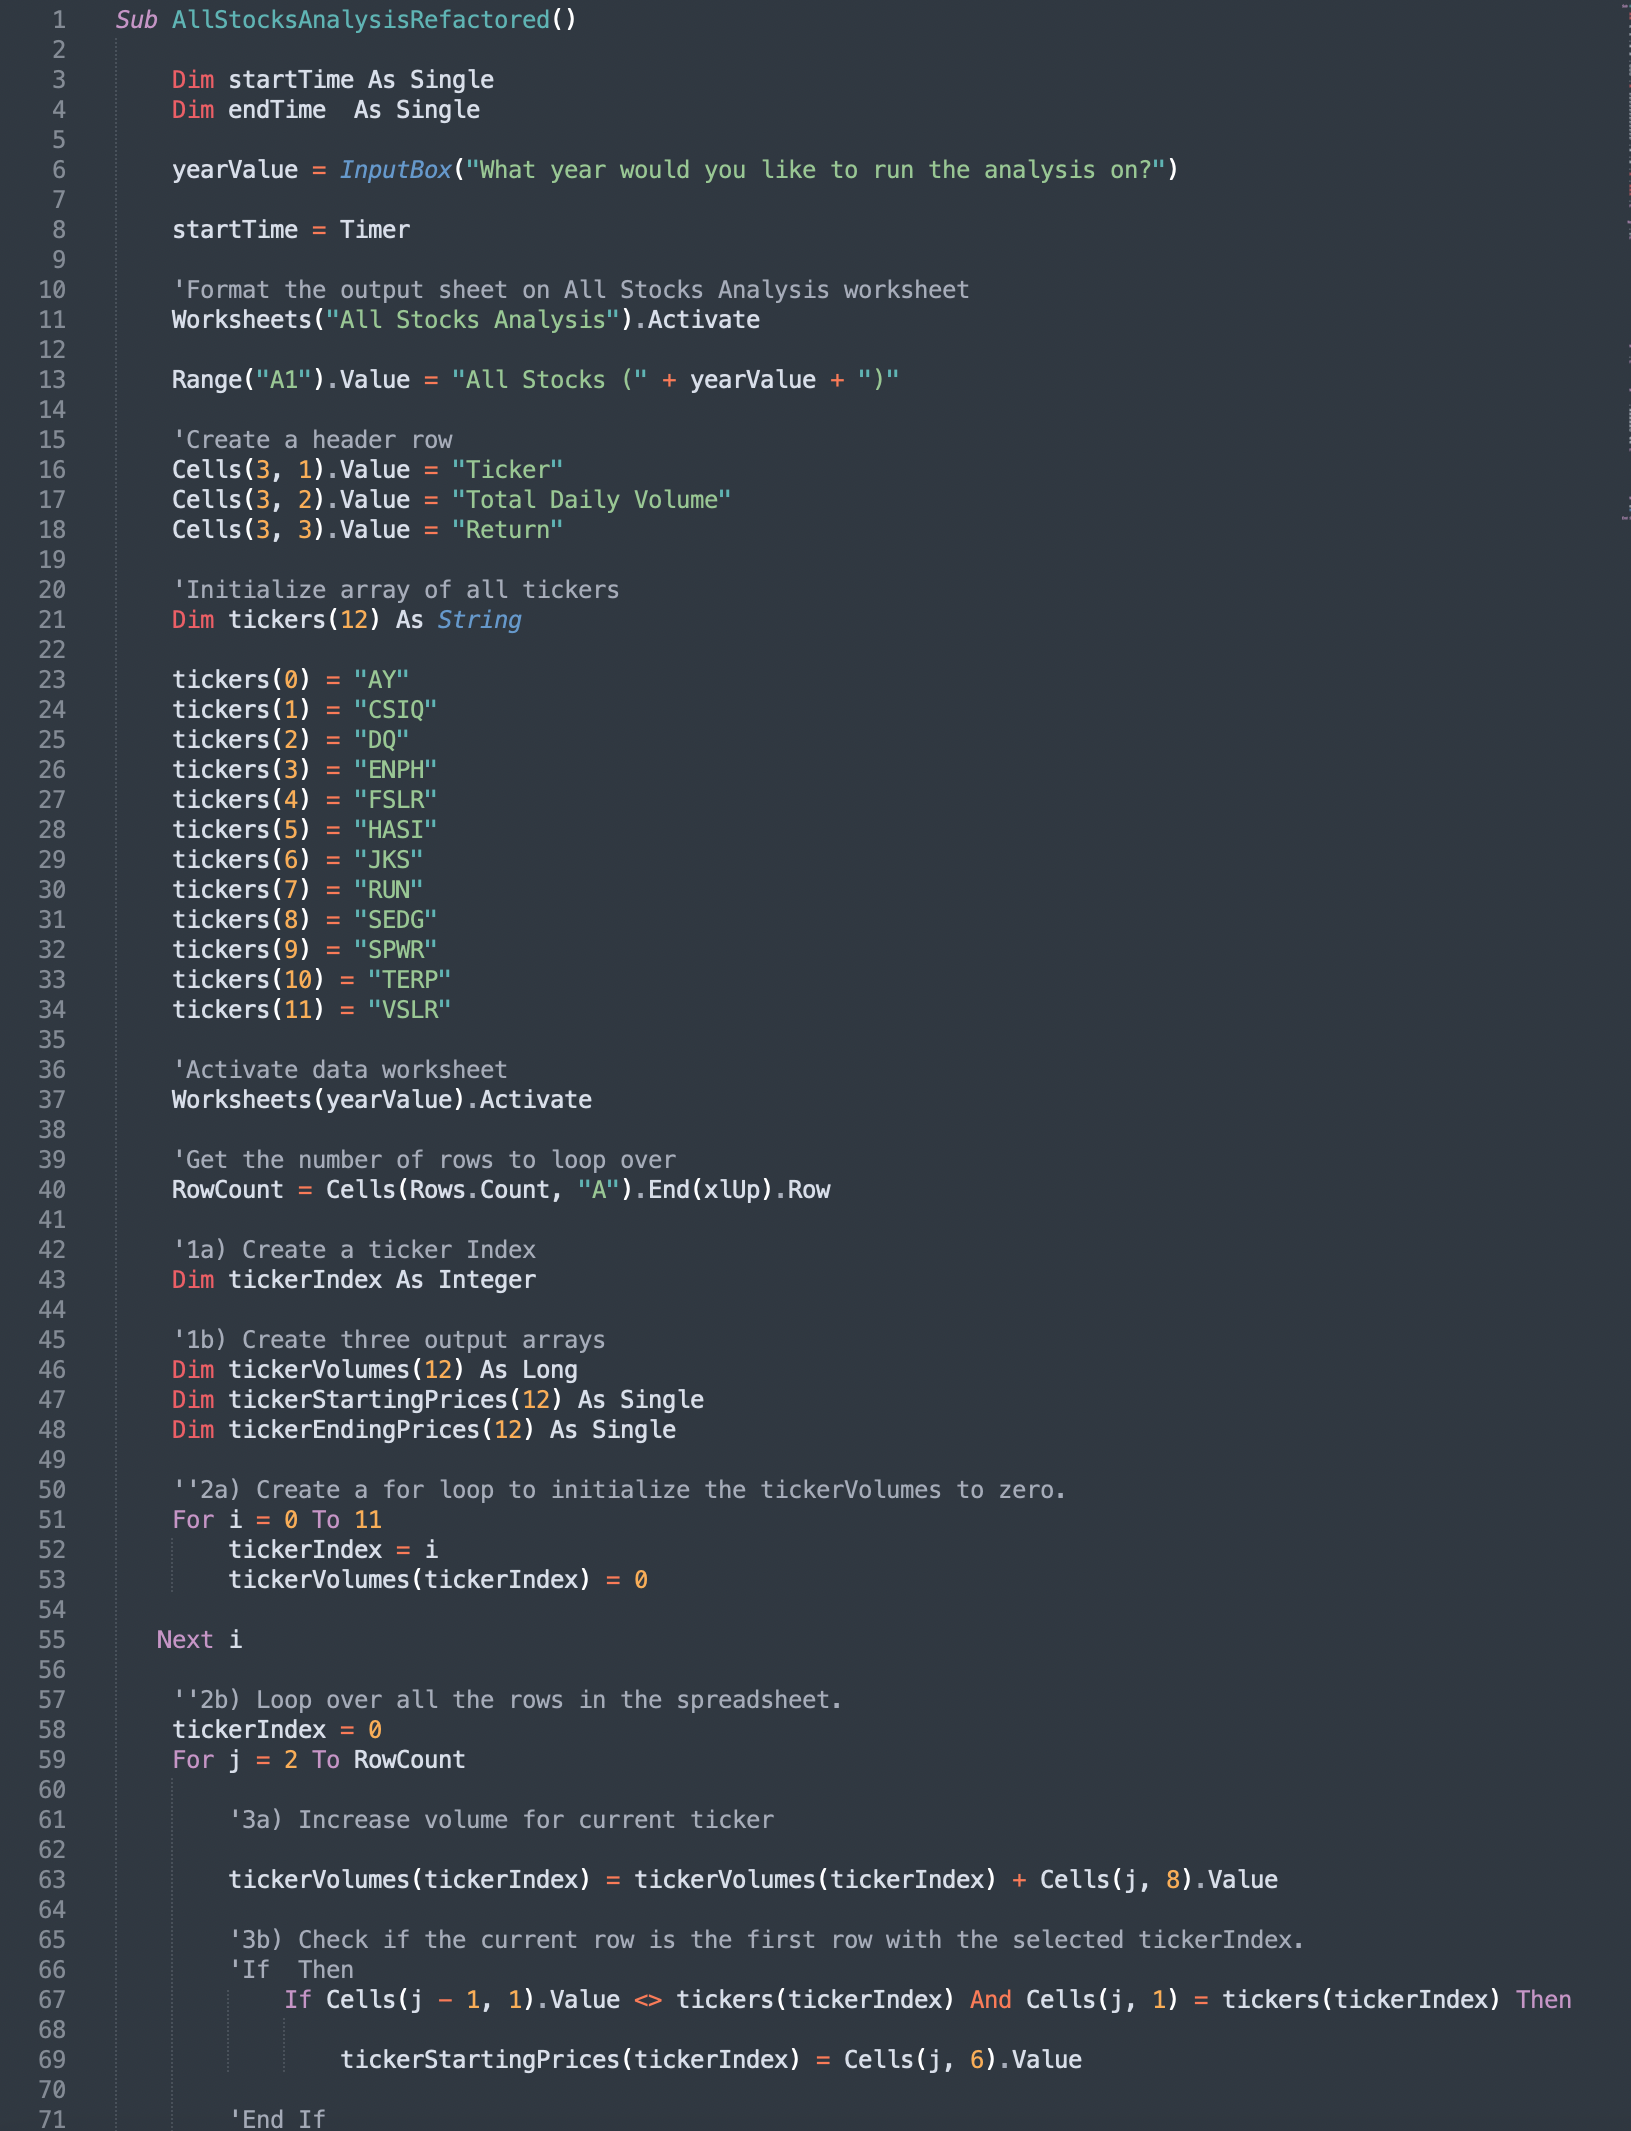 1 Sub AllStocksAnalysisRefactored()
2
3 Dim startTime As Single
4 Dim endTime  As Single
5
6 yearValue = InputBox("What year would you like to run the analysis on?")
7
8 startTime = Timer
9
10 'Format the output sheet on All Stocks Analysis worksheet
11 Worksheets("All Stocks Analysis").Activate
12
13 Range("A1").Value = "All Stocks (" + yearValue + ")"
14
15 'Create a header row
16 Cells(3, 1).Value = "Ticker"
17 Cells(3, 2).Value = "Total Daily Volume"
18 Cells(3, 3).Value = "Return"
19
20 'Initialize array of all tickers
21 Dim tickers(12) As String
22
23 tickers(0) = "AY"
24 tickers(1) = "CSIQ"
25 tickers(2) = "DQ"
26 tickers(3) = "ENPH"
27 tickers(4) = "FSLR"
28 tickers(5) = "HASI"
29 tickers(6) = "JKS"
30 tickers(7) = "RUN"
31 tickers(8) = "SEDG"
32 tickers(9) = "SPWR"
33 tickers(10) = "TERP"
34 tickers(11) = "VSLR"
35
36 'Activate data worksheet
37 Worksheets(yearValue).Activate
38
39 'Get the number of rows to loop over
40 RowCount = Cells(Rows.Count, "A").End(xlUp).Row
41
42 '1a) Create a ticker Index
43 Dim tickerIndex As Integer
44
45 '1b) Create three output arrays
46 Dim tickerVolumes(12) As Long
47 Dim tickerStartingPrices(12) As Single
48 Dim tickerEndingPrices(12) As Single
49
50 ''2a) Create a for loop to initialize the tickerVolumes to zero.
51 For i = 0 To 11
52 tickerIndex = i
53 tickerVolumes(tickerIndex) = 0
54
55 Next i
56
57 ''2b) Loop over all the rows in the spreadsheet.
58 tickerIndex = 0
59 For j = 2 To RowCount
60
61 '3a) Increase volume for current ticker
62
63 tickerVolumes(tickerIndex) = tickerVolumes(tickerIndex) + Cells(j, 8).Value
64
65 '3b) Check if the current row is the first row with the selected tickerIndex.
66 'If  Then
67 If Cells(j - 1, 1).Value <> tickers(tickerIndex) And Cells(j, 1) = tickers(tickerIndex) Then
68
69 tickerStartingPrices(tickerIndex) = Cells(j, 6).Value
70
71 'End If